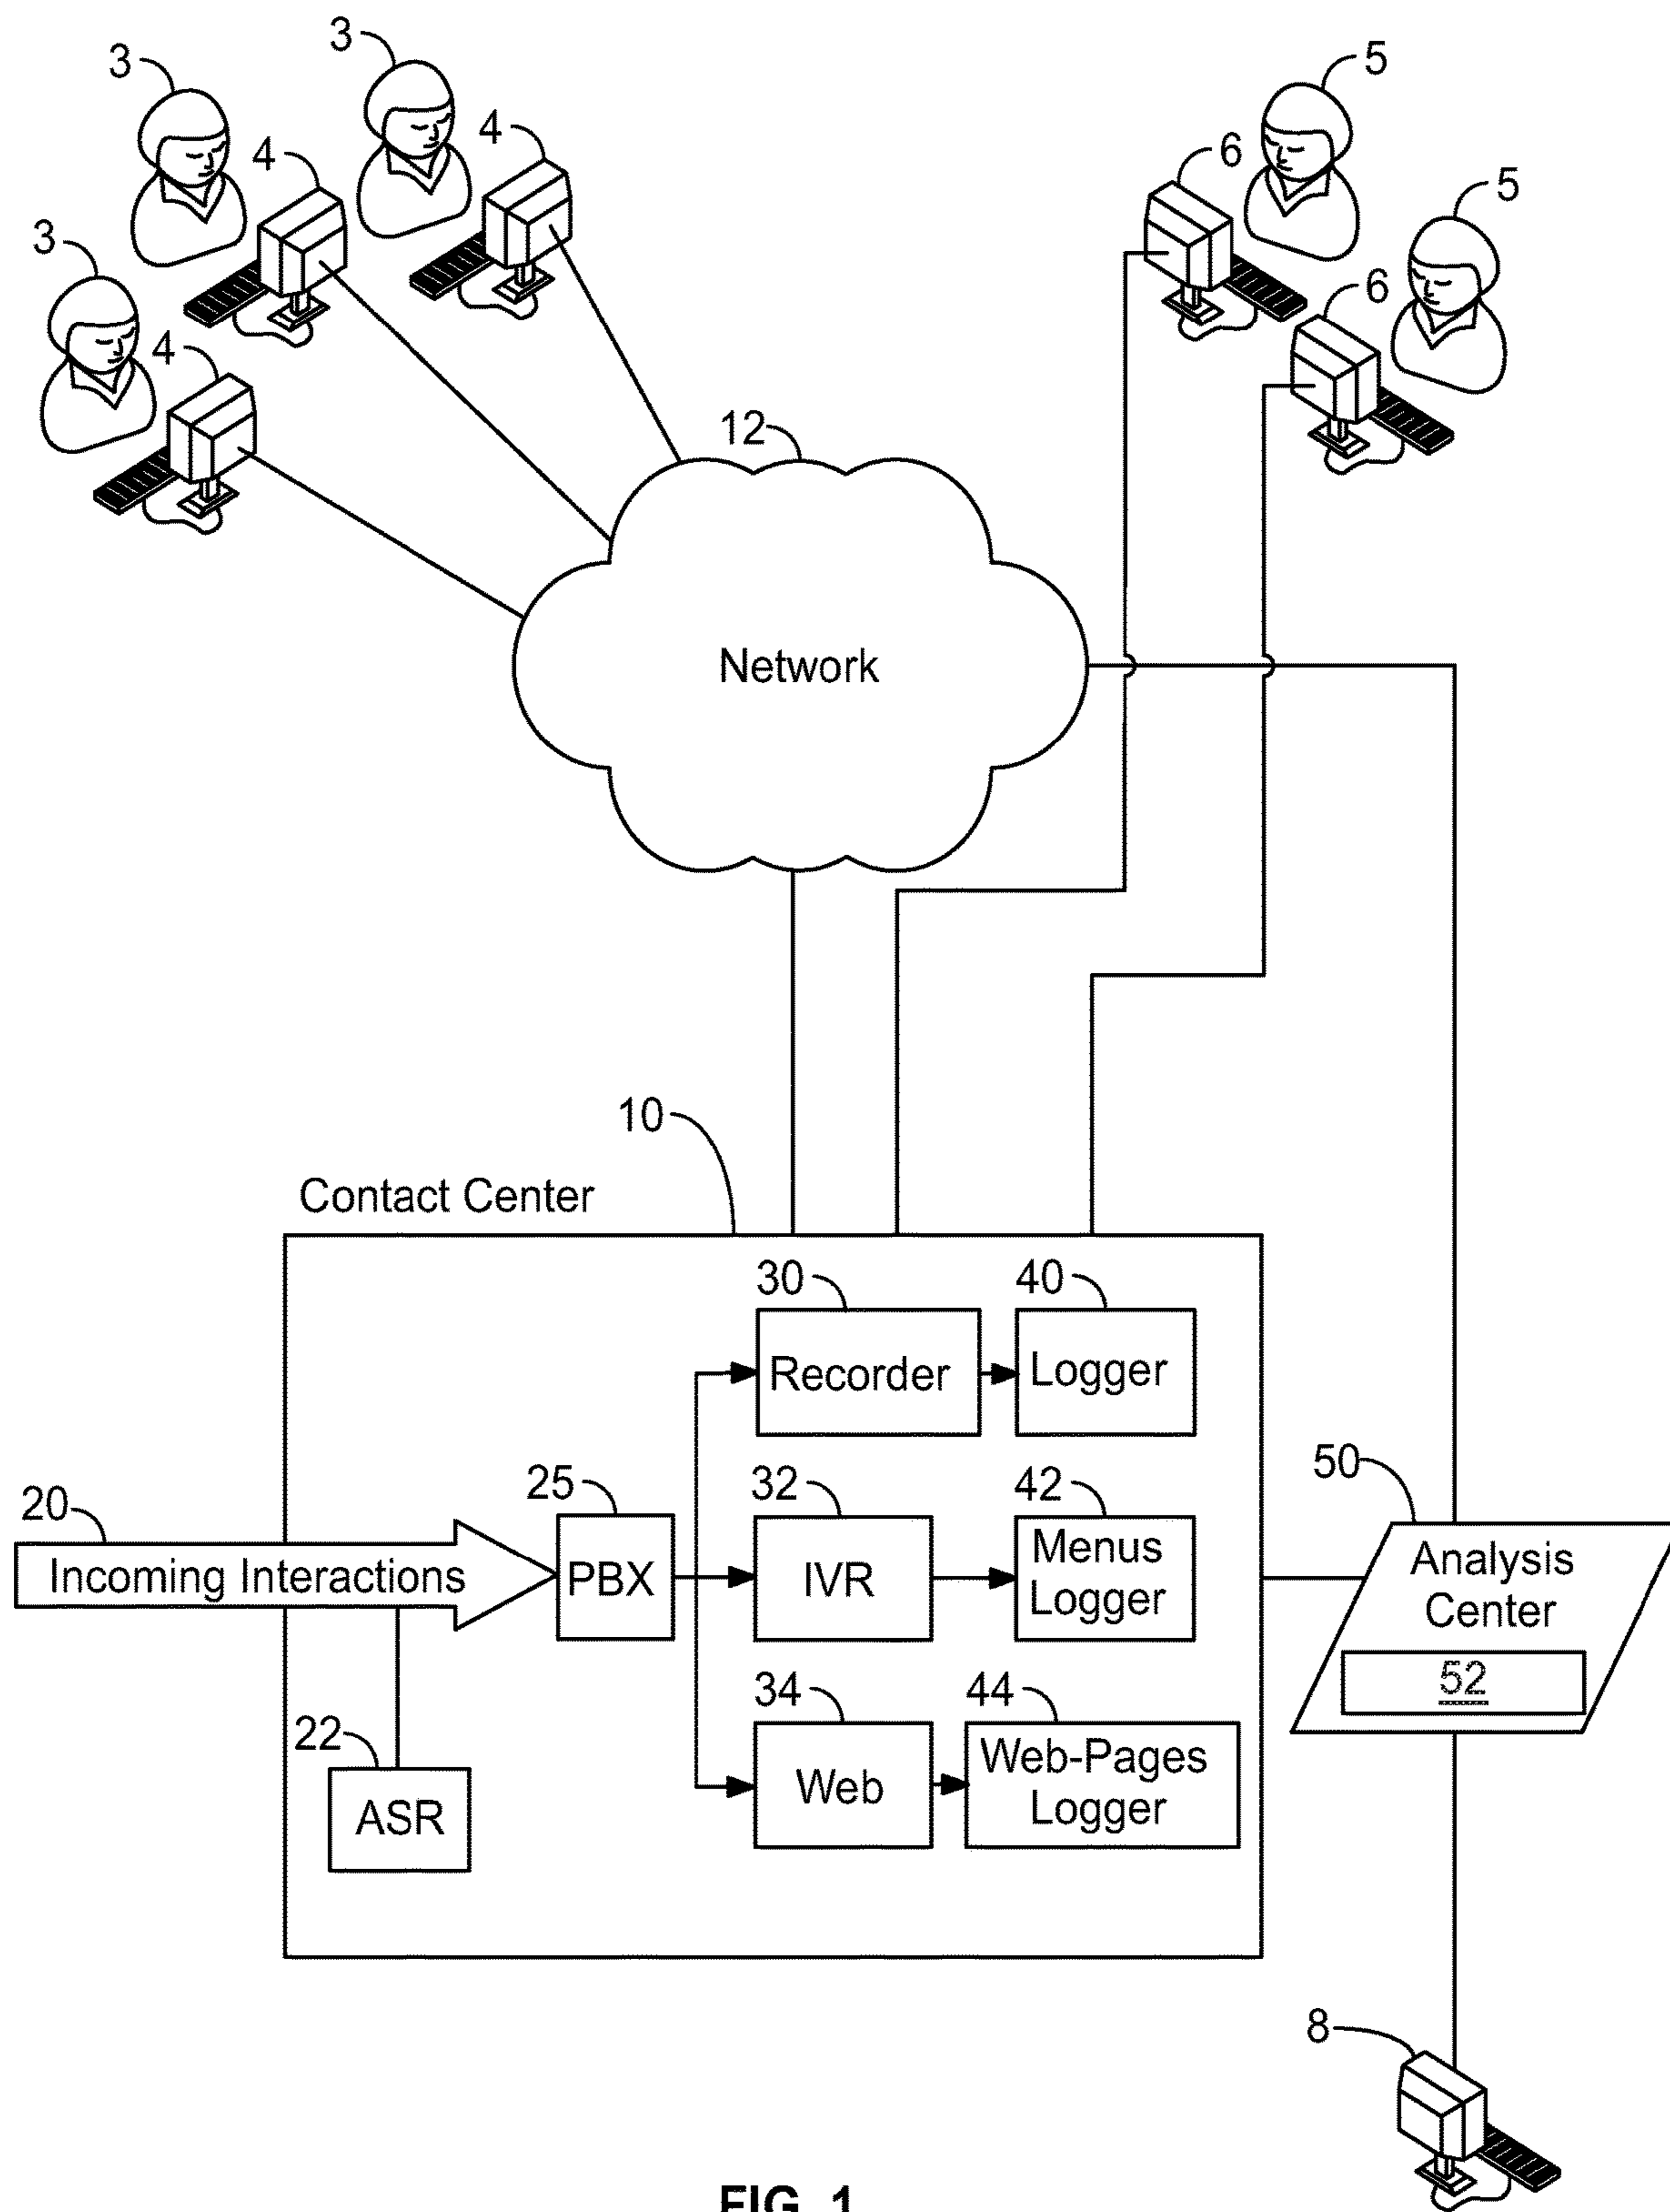 3
3
5
4
4
6
5
3
6
4
12
Network
10
Contact Center
30
40
Recorder
Logger
50
20
25
32
42
Incoming Interactions
PBX
IVR
Menus
Logger
Analysis
Center
52
34
44
22
Web
Web-Pages
Logger
ASR
8
FIG. 1